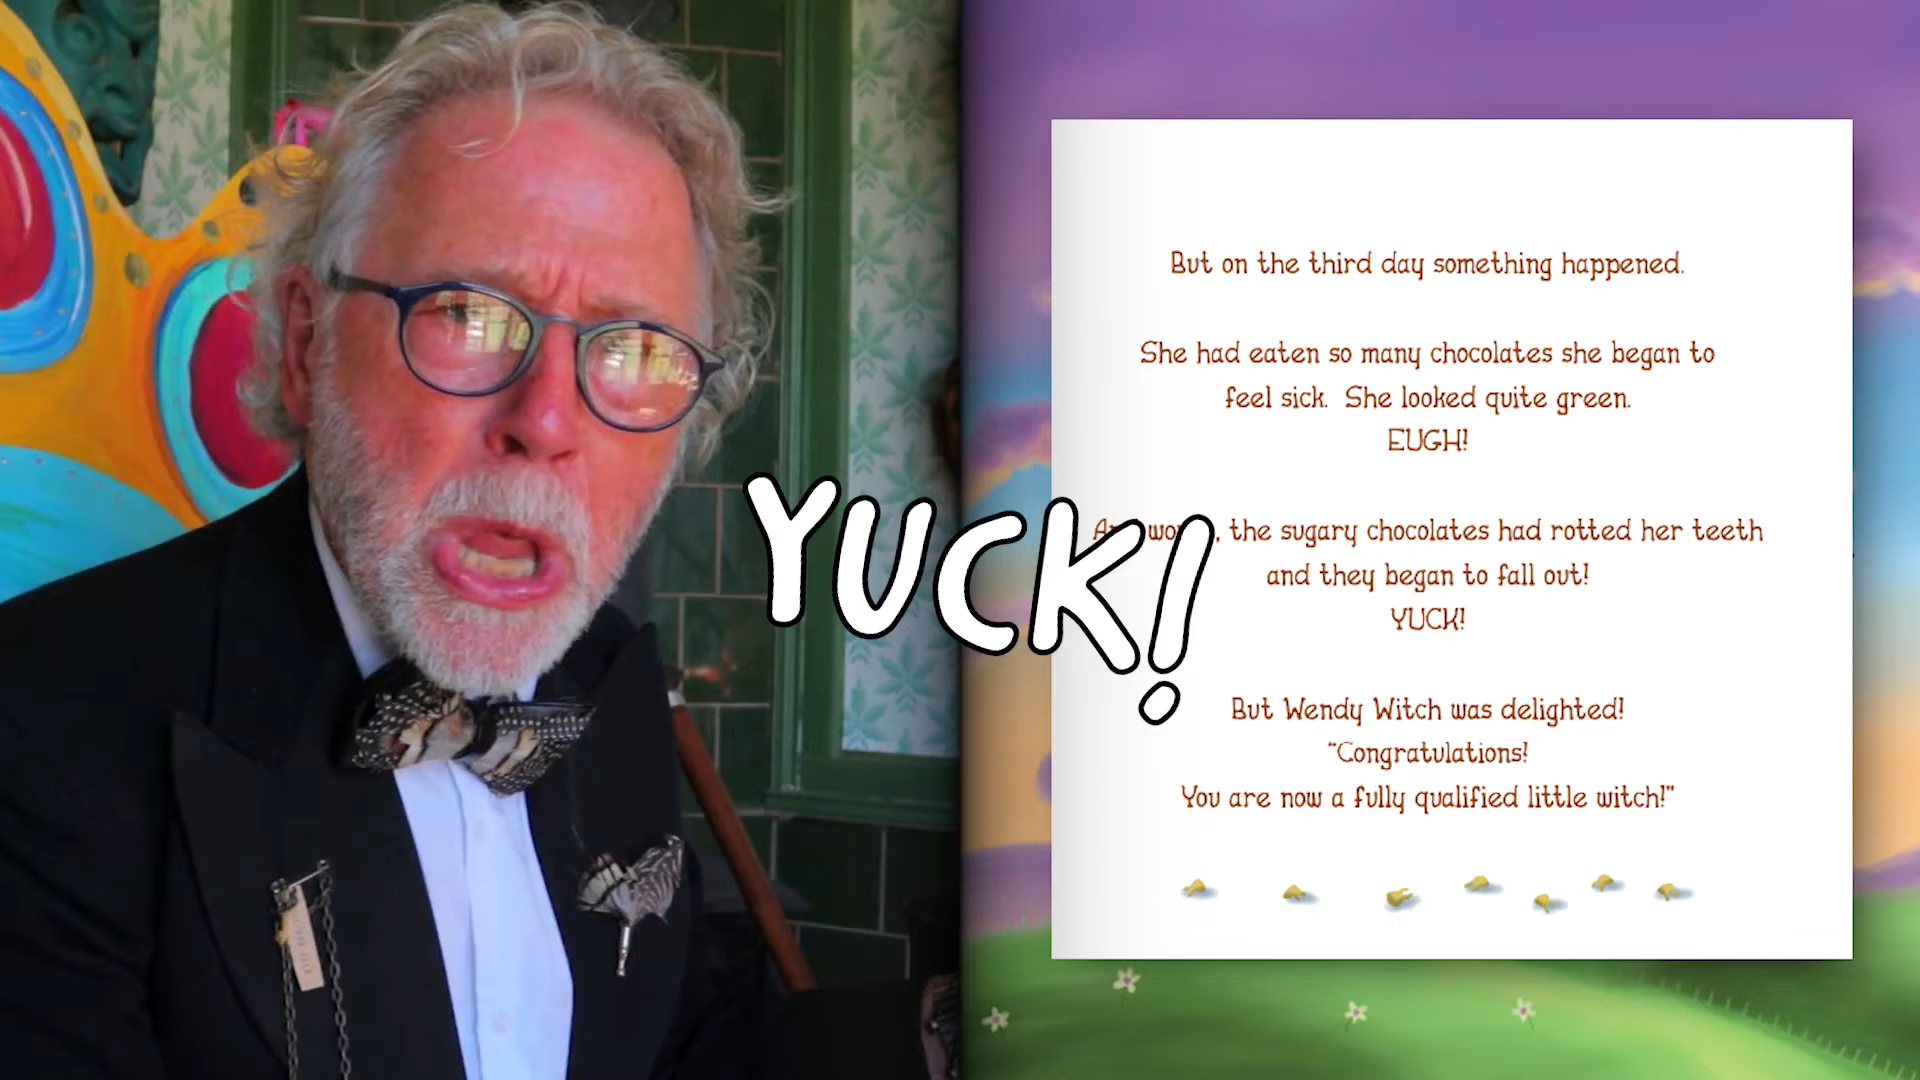 But on the third day something happened.
She had eaten so many chocolates she began to
feel sick. She looked quite green.
EUGH!
YUCK!
the sugary chocolates had rotted her teeth
and they began to fall out!
YUCK!
But Wendy Witch was delighted!
"Congratulations!
You are now a fully qualified little witch!"